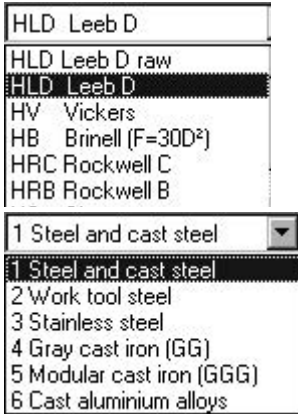 HLD Leeb D
HLD Leeb D raw
HLD Leeb D
HV Vickers
HB Brinell (F=30D²)
HRC Rockwell C
HRB Rockwell B
1 Steel and cast steel
1 Steel and cast steel
2 Work tool steel
3 Stainless steel
4 Gray cast iron (GG)
5 Modular cast iron (GGG)
6 Cast aluminium alloys